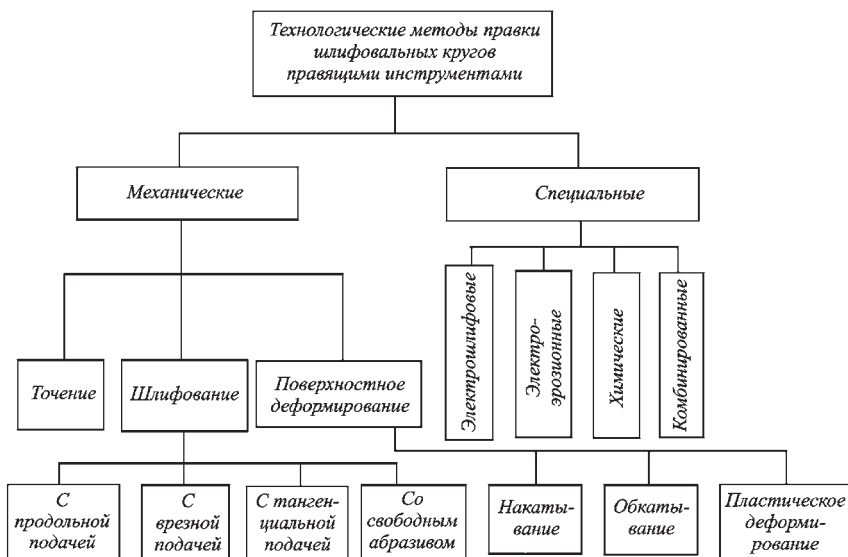 Технологические методы правки
шлифовальных кругов
правящими инструментами
Механические
Специальные
Электрошлифовые
Электро-
эрозионные
Химические
Комбинированные
Точение
Шлифование
Поверхностное
деформирование
С
продольной
подачей
С
врезной
подачей
С танген-
циальной
подачей
Со
свободным
абразивом
Накаты-
вание
Обкаты-
вание
Пластическое
деформи-
рование